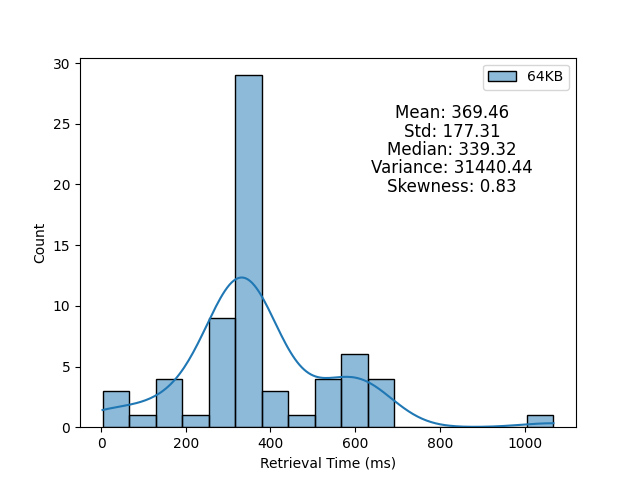 64KB
Mean: 369.46
Std: 177.31
Median: 339.32
Variance: 31440.44
Skewness: 0.83
Count
30
25
20
15
10
5
0
0 200 400 600 800 1000
Retrieval Time (ms)